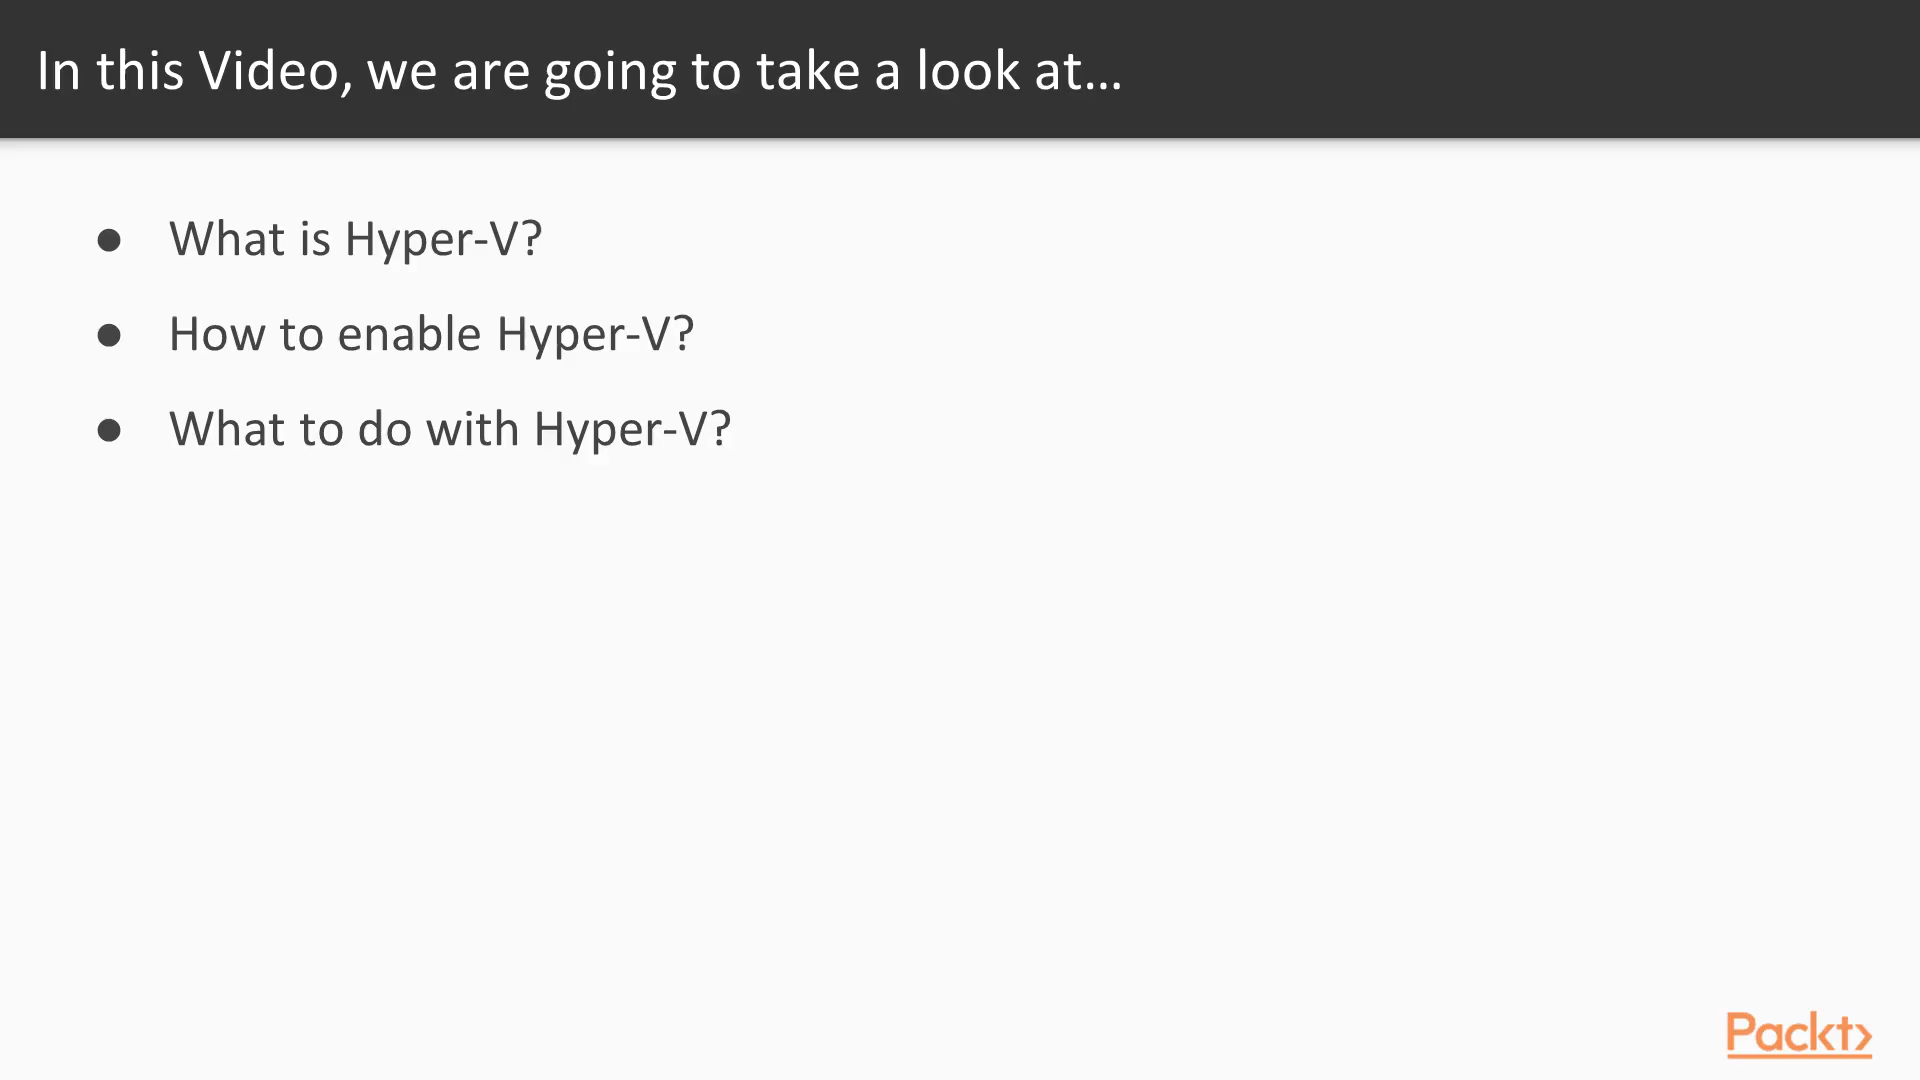 In this Video, we are going to take a look at...
● What is Hyper-V?
● How to enable Hyper-V?
● What to do with Hyper-V?
Packt>